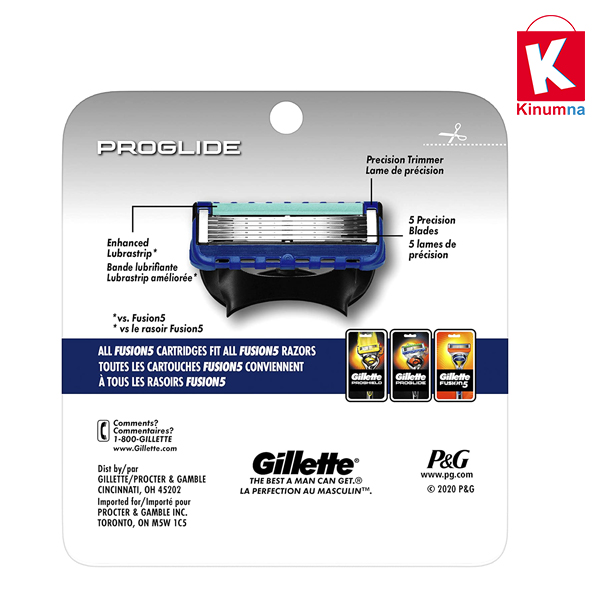 K
Kinumna
PROGLIDE
Precision Trimmer
Lame de précision
5 Precision
Blades
5 lames de
précision
Enhanced
Lubrastrip*
Bande lubrifiante
Lubrastrip améliorée*
*vs. Fusion5
* vs le rasoir Fusion5
ALL FUSION5 CARTRIDGES FIT ALL FUSION5 RAZORS
TOUTES LES CARTOUCHES FUSION5 CONVIENNENT
À TOUS LES RASOIRS FUSION5
Gillette
PROSHIELD
Gillette
PROGLIDE
Gillette
FUSION5
Comments?
Commentaires?
1-800-GILLETTE
www.Gillette.com
Dist by/par
GILLETTE/PROCTER & GAMBLE
CINCINNATI, OH 45202
Imported for/Importé pour
PROCTER & GAMBLE INC.
TORONTO, ON M5W 1C5
Gillette®
THE BEST A MAN CAN GET.®
LA PERFECTION AU MASCULIN™.
P&G
www.pg.com
© 2020 P&G